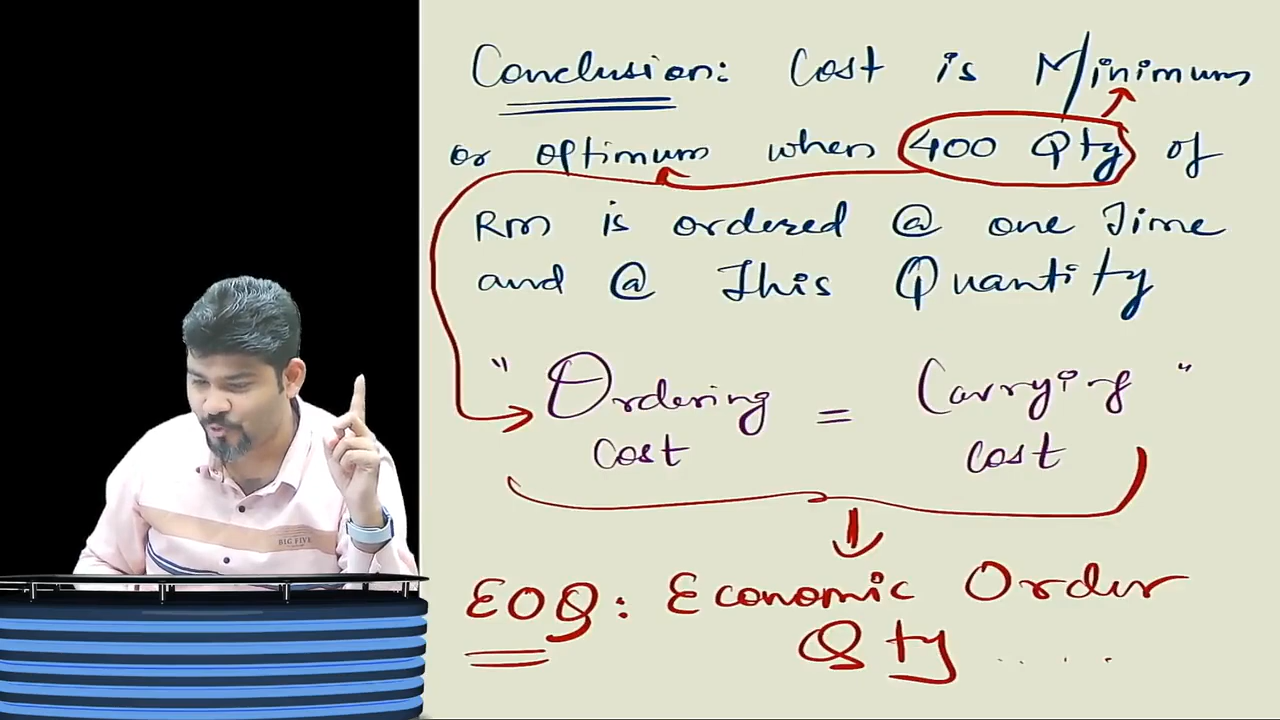 Conclusion: Cost is Minimum
or optimum when 400 Qty of
RM is ordered @ one Time
and @ This Quantity
"Ordering cost = Carrying cost"
EOQ: Economic Order
Qty .....
BIG FIVE